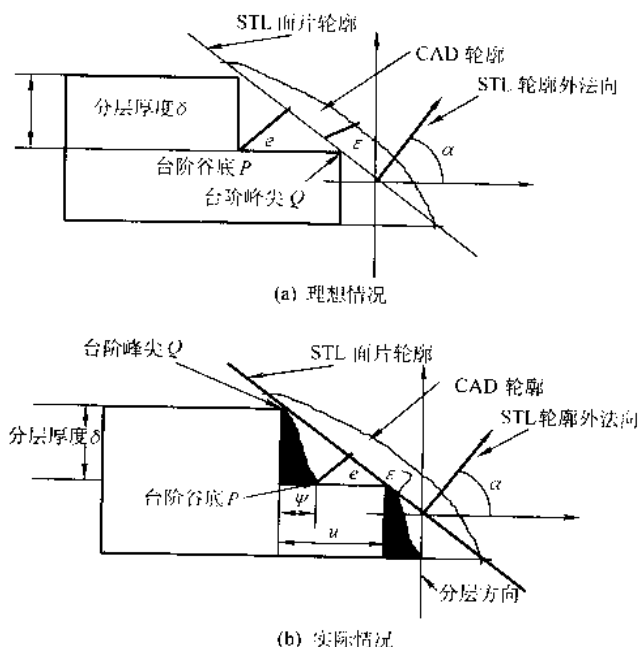 STL 面片轮廓
CAD 轮廓
STL 轮廓外法向
分层厚度δ
e
ε
α
台阶谷底 P
台阶峰尖 Q
(a) 理想情况
台阶峰尖 Q
STL 面片轮廓
CAD 轮廓
STL轮廓外法向
分层厚度δ
e
ε
α
台阶谷底 P
ψ
u
分层方向
(b) 实际情况